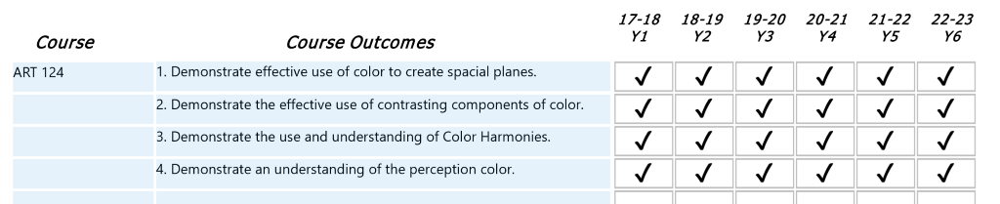 17-18 18-19 19-20 20-21 21-22 22-23
Course Course Outcomes Y1 Y2 Y3 Y4 Y5 Y6
ART 124 1. Demonstrate effective use of color to create spacial planes. ✓ ✓ ✓ ✓ ✓ ✓
2. Demonstrate the effective use of contrasting components of color. ✓ ✓ ✓ ✓ ✓ ✓
3. Demonstrate the use and understanding of Color Harmonies. ✓ ✓ ✓ ✓ ✓ ✓
4. Demonstrate an understanding of the perception color. ✓ ✓ ✓ ✓ ✓ ✓